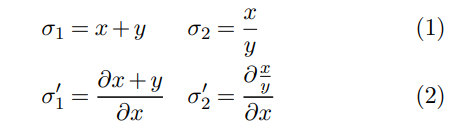 σ₁ = x + y  σ₂ = x/y  (1)
σ′₁ = ∂x + y/∂x  σ′₂ = ∂ x/y/∂x  (2)